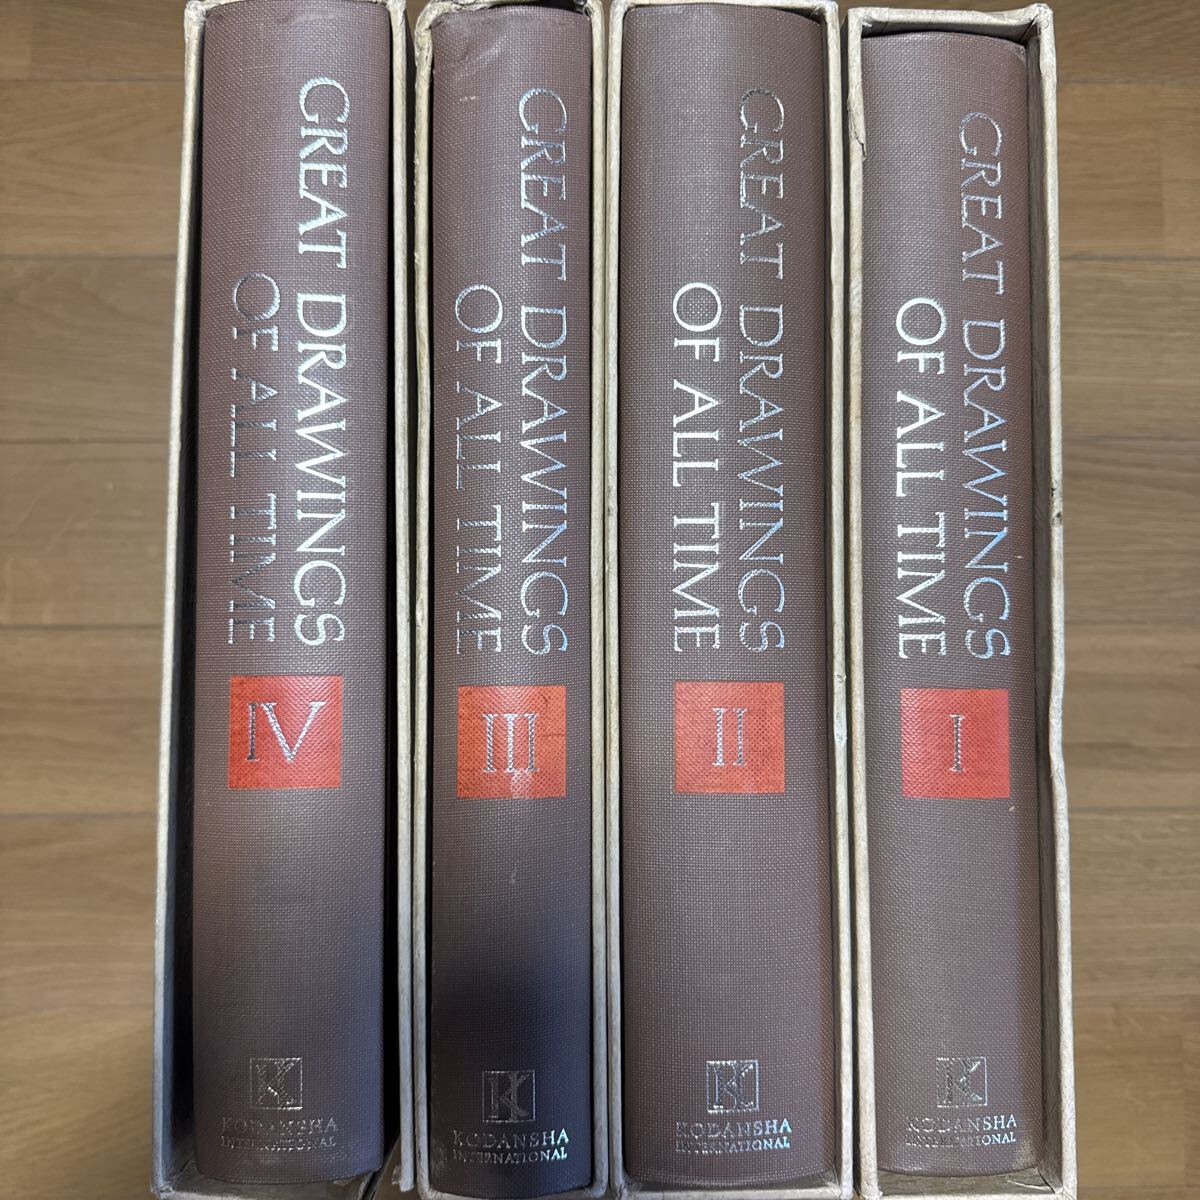 GREAT DRAWINGS
OF ALL TIME
IV
K
KODANSHA
INTERNATIONAL
GREAT DRAWINGS
OF ALL TIME
III
K
KODANSHA
INTERNATIONAL
GREAT DRAWINGS
OF ALL TIME
II
K
KODANSHA
INTERNATIONAL
GREAT DRAWINGS
OF ALL TIME
I
K
KODANSHA
INTERNATIONAL